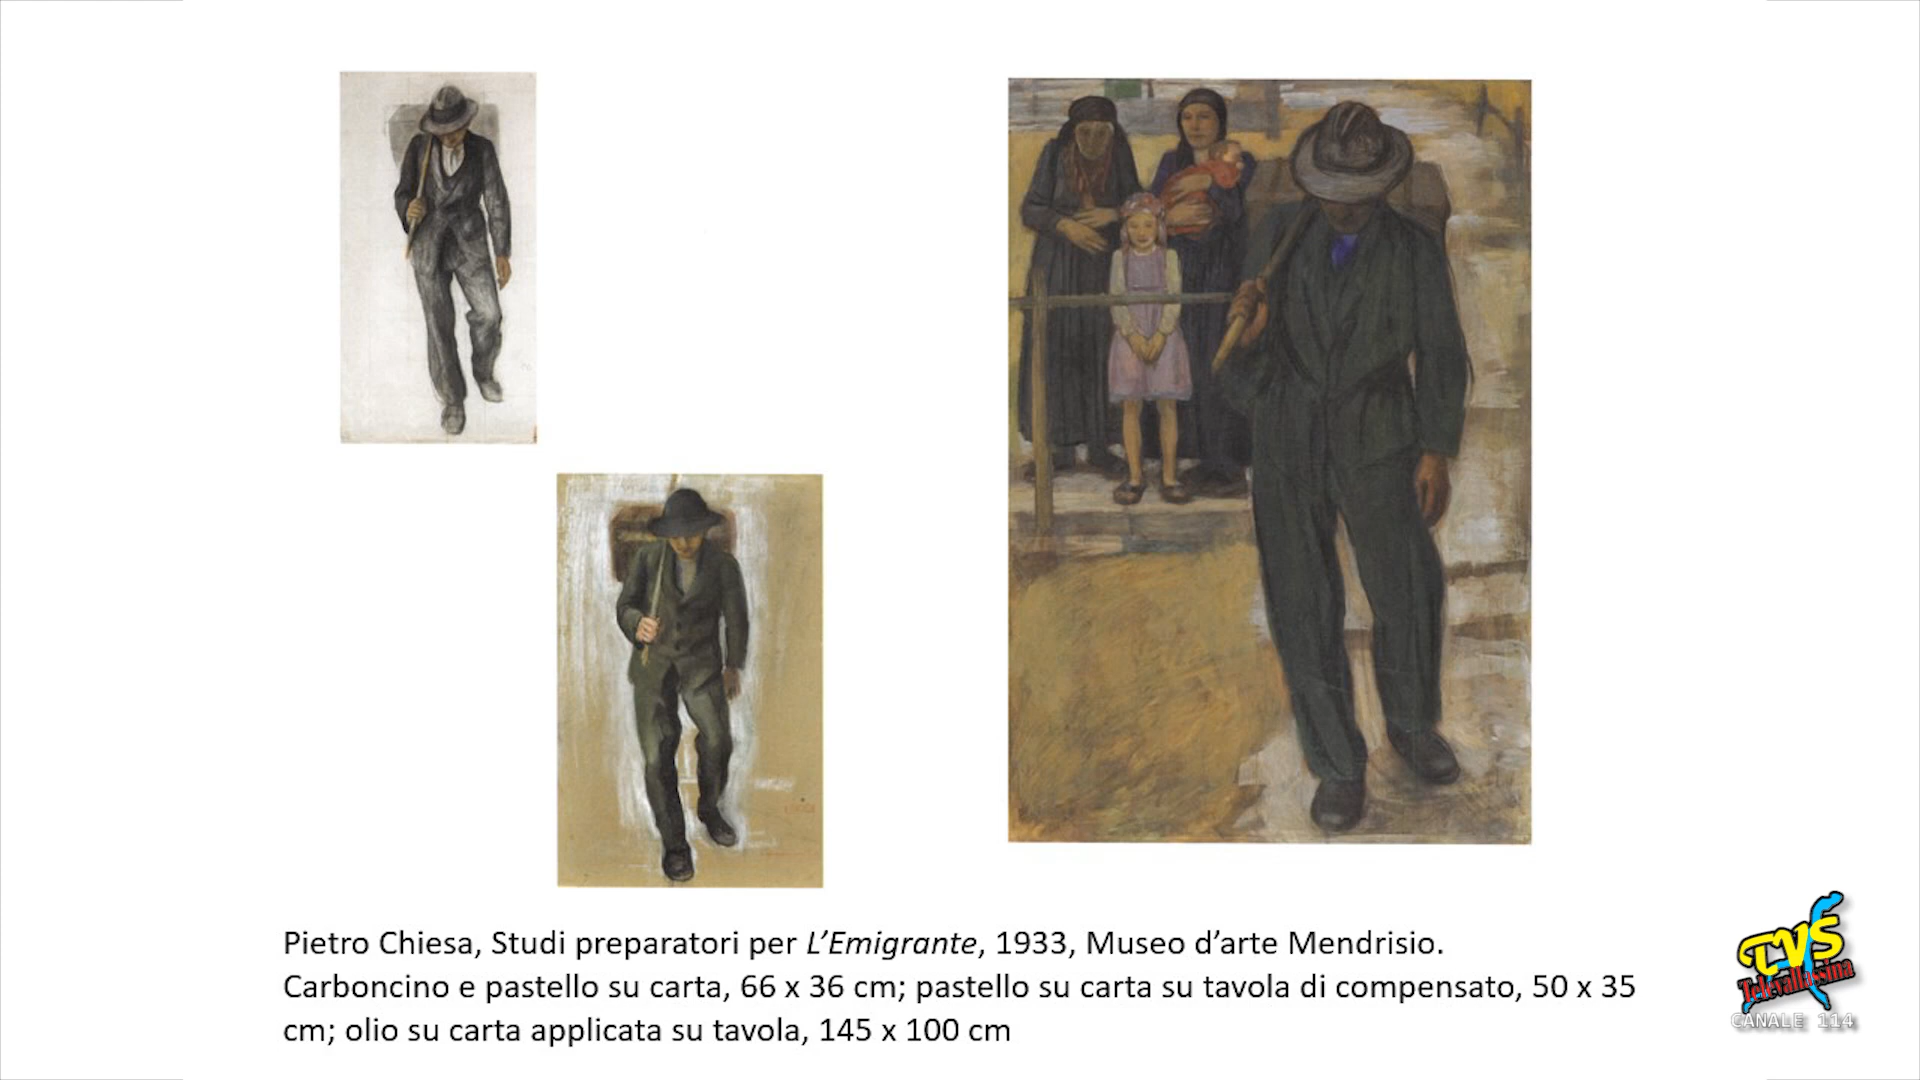 Pietro Chiesa, Studi preparatori per L’Emigrante, 1933, Museo d’arte Mendrisio.
Carboncino e pastello su carta, 66 x 36 cm; pastello su carta su tavola di compensato, 50 x 35
cm; olio su carta applicata su tavola, 145 x 100 cm
TVS
Televallassina
CANALE 114